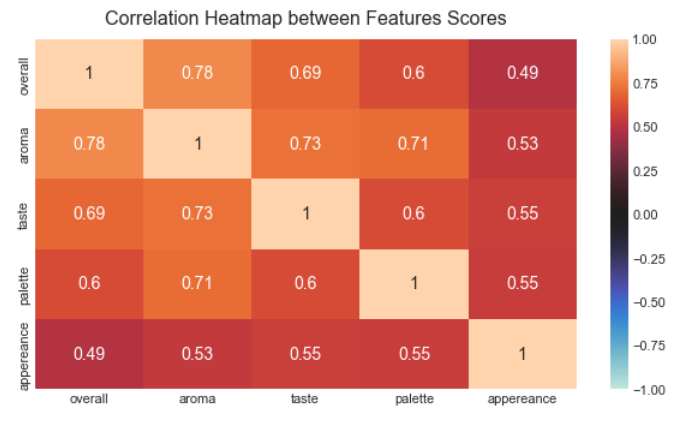 Correlation Heatmap between Features Scores
overall 1 0.78 0.69 0.6 0.49
aroma 0.78 1 0.73 0.71 0.53
taste 0.69 0.73 1 0.6 0.55
palette 0.6 0.71 0.6 1 0.55
appereance 0.49 0.53 0.55 0.55 1
overall aroma taste palette appereance
1.00
0.75
0.50
0.25
0.00
−0.25
−0.50
−0.75
−1.00